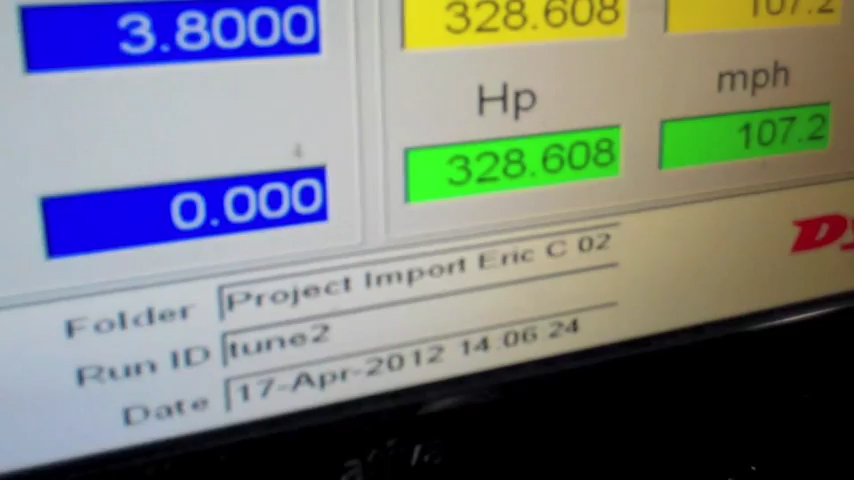 3.8000
328.608
107.2
Hp
mph
328.608
107.2
0.000
Folder Project Import Eric C 02
Run ID tune2
Date 17-Apr-2012 14:06:24